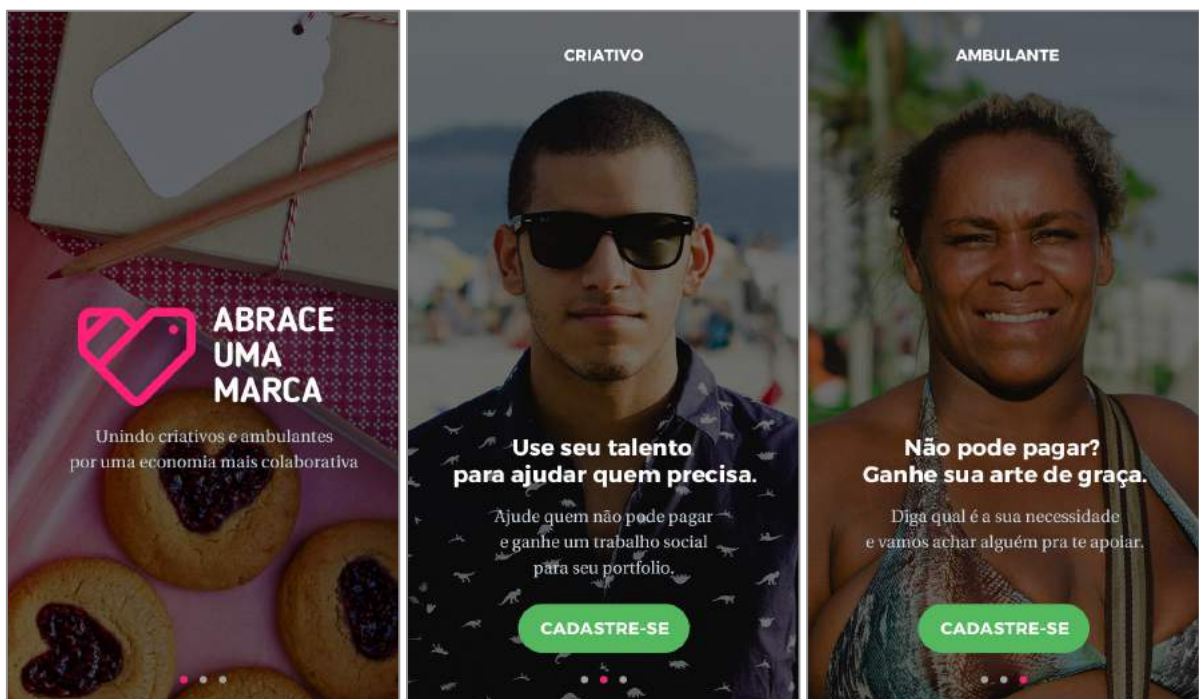 ABRACE
UMA
MARCA
Unindo criativos e ambulantes
por uma economia mais colaborativa
CRIATIVO
Use seu talento
para ajudar quem precisa.
Ajude quem não pode pagar
e ganhe um trabalho social
para seu portfolio.
CADASTRE-SE
AMBULANTE
Não pode pagar?
Ganhe sua arte de graça.
Diga qual é a sua necessidade
e vamos achar alguém pra te apoiar.
CADASTRE-SE